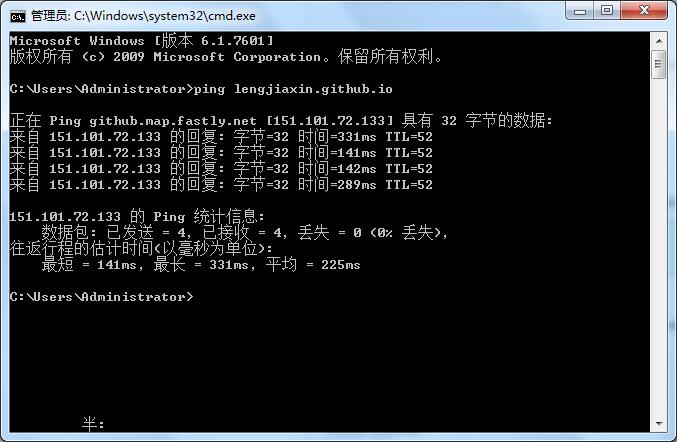 管理员: C:\Windows\system32\cmd.exe
Microsoft Windows [版本 6.1.7601]
版权所有 (c) 2009 Microsoft Corporation。保留所有权利。
C:\Users\Administrator>ping lengjiaxin.github.io
正在 Ping github.map.fastly.net [151.101.72.133] 具有 32 字节的数据:
来自 151.101.72.133 的回复: 字节=32 时间=331ms TTL=52
来自 151.101.72.133 的回复: 字节=32 时间=141ms TTL=52
来自 151.101.72.133 的回复: 字节=32 时间=142ms TTL=52
来自 151.101.72.133 的回复: 字节=32 时间=289ms TTL=52
151.101.72.133 的 Ping 统计信息:
    数据包: 已发送 = 4, 已接收 = 4, 丢失 = 0 (0% 丢失),
往返行程的估计时间(以毫秒为单位):
    最短 = 141ms, 最长 = 331ms, 平均 = 225ms
C:\Users\Administrator>
半: